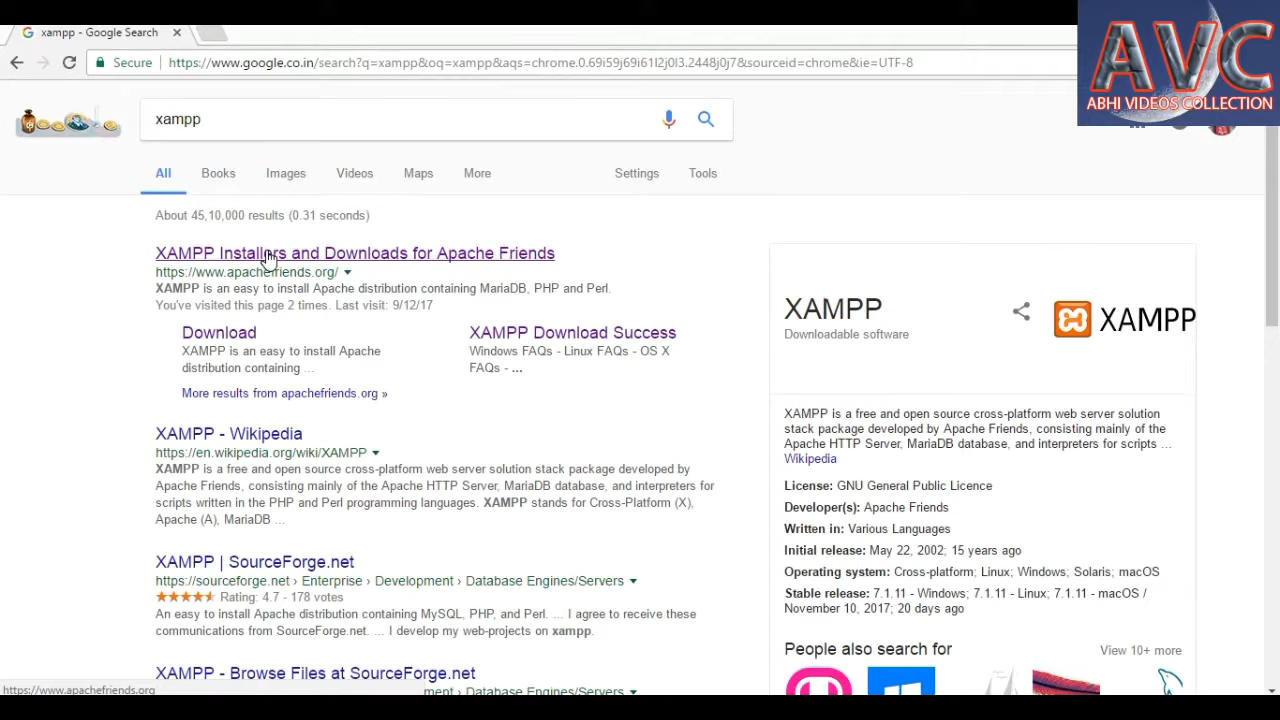 xampp - Google Search
AVC
ABHI VIDEOS COLLECTION
Secure
https://www.google.co.in/search?q=xampp&oq=xampp&aqs=chrome.0.69i59j69i61l2j0l3.2448j0j7&sourceid=chrome&ie=UTF-8
xampp
All Books Images Videos Maps More Settings Tools
About 45,10,000 results (0.31 seconds)
XAMPP Installers and Downloads for Apache Friends
https://www.apachefriends.org/
XAMPP is an easy to install Apache distribution containing MariaDB, PHP and Perl.
You've visited this page 2 times. Last visit: 9/12/17
Download
XAMPP is an easy to install Apache
distribution containing ...
XAMPP Download Success
Windows FAQs - Linux FAQs - OS X
FAQs - ...
More results from apachefriends.org »
XAMPP - Wikipedia
https://en.wikipedia.org/wiki/XAMPP
XAMPP is a free and open source cross-platform web server solution stack package developed by
Apache Friends, consisting mainly of the Apache HTTP Server, MariaDB database, and interpreters for
scripts written in the PHP and Perl programming languages. XAMPP stands for Cross-Platform (X),
Apache (A), MariaDB ...
XAMPP | SourceForge.net
https://sourceforge.net › Enterprise › Development › Database Engines/Servers
Rating: 4.7 - 178 votes
An easy to install Apache distribution containing MySQL, PHP, and Perl. ... I agree to receive these
communications from SourceForge.net. ... I develop my web-projects on xampp.
XAMPP - Browse Files at SourceForge.net
ment › Database Engines/Servers
https://www.apachefriends.org
XAMPP
Downloadable software
XAMPP
XAMPP is a free and open source cross-platform web server solution
stack package developed by Apache Friends, consisting mainly of the
Apache HTTP Server, MariaDB database, and interpreters for scripts ...
Wikipedia
License: GNU General Public Licence
Developer(s): Apache Friends
Written in: Various Languages
Initial release: May 22, 2002; 15 years ago
Operating system: Cross-platform; Linux; Windows; Solaris; macOS
Stable release: 7.1.11 - Windows; 7.1.11 - Linux; 7.1.11 - macOS /
November 10, 2017; 20 days ago
People also search for
View 10+ more